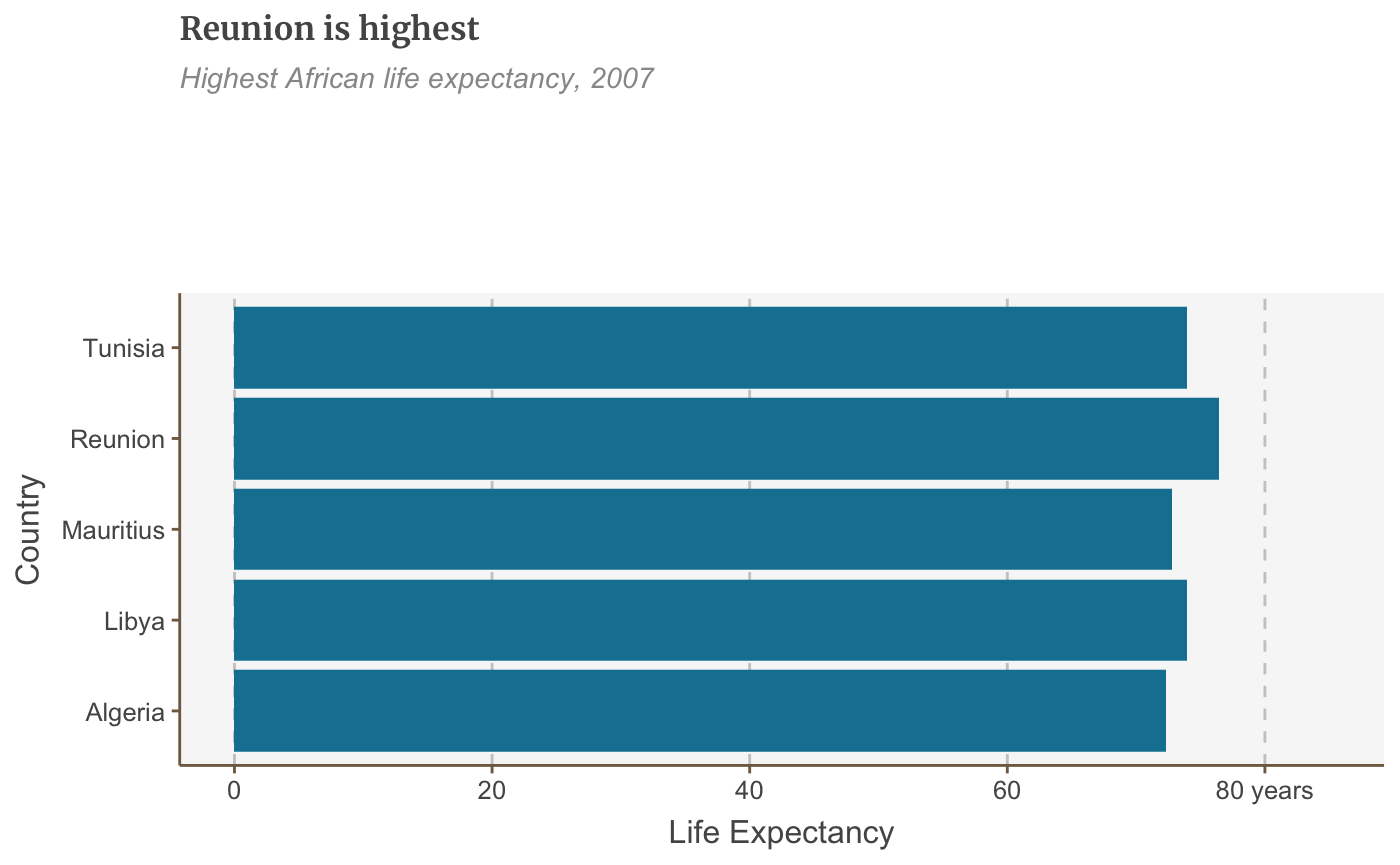 Reunion is highest
Highest African life expectancy, 2007
Country
Tunisia
Reunion
Mauritius
Libya
Algeria
0 20 40 60 80 years
Life Expectancy